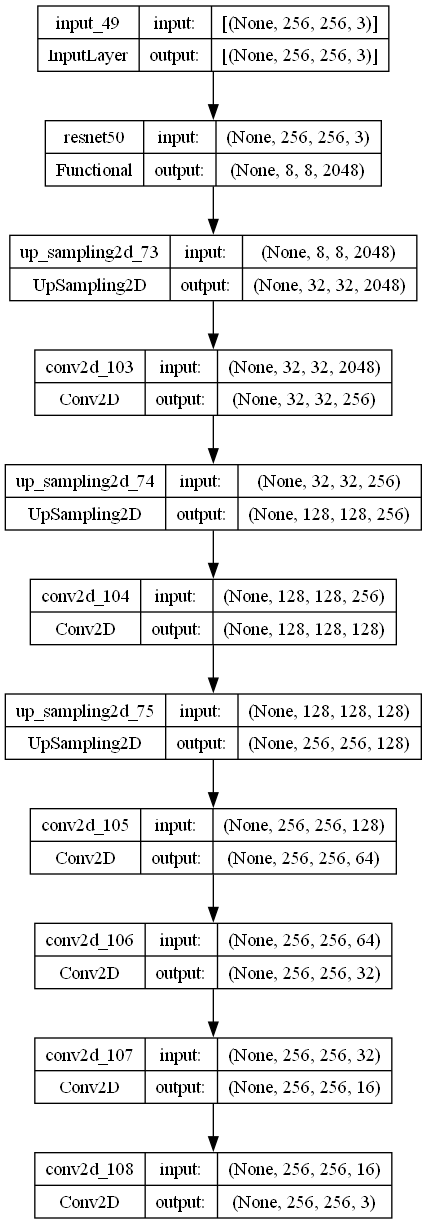 input_49 input: [(None, 256, 256, 3)]
InputLayer output: [(None, 256, 256, 3)]
resnet50 input: (None, 256, 256, 3)
Functional output: (None, 8, 8, 2048)
up_sampling2d_73 input: (None, 8, 8, 2048)
UpSampling2D output: (None, 32, 32, 2048)
conv2d_103 input: (None, 32, 32, 2048)
Conv2D output: (None, 32, 32, 256)
up_sampling2d_74 input: (None, 32, 32, 256)
UpSampling2D output: (None, 128, 128, 256)
conv2d_104 input: (None, 128, 128, 256)
Conv2D output: (None, 128, 128, 128)
up_sampling2d_75 input: (None, 128, 128, 128)
UpSampling2D output: (None, 256, 256, 128)
conv2d_105 input: (None, 256, 256, 128)
Conv2D output: (None, 256, 256, 64)
conv2d_106 input: (None, 256, 256, 64)
Conv2D output: (None, 256, 256, 32)
conv2d_107 input: (None, 256, 256, 32)
Conv2D output: (None, 256, 256, 16)
conv2d_108 input: (None, 256, 256, 16)
Conv2D output: (None, 256, 256, 3)